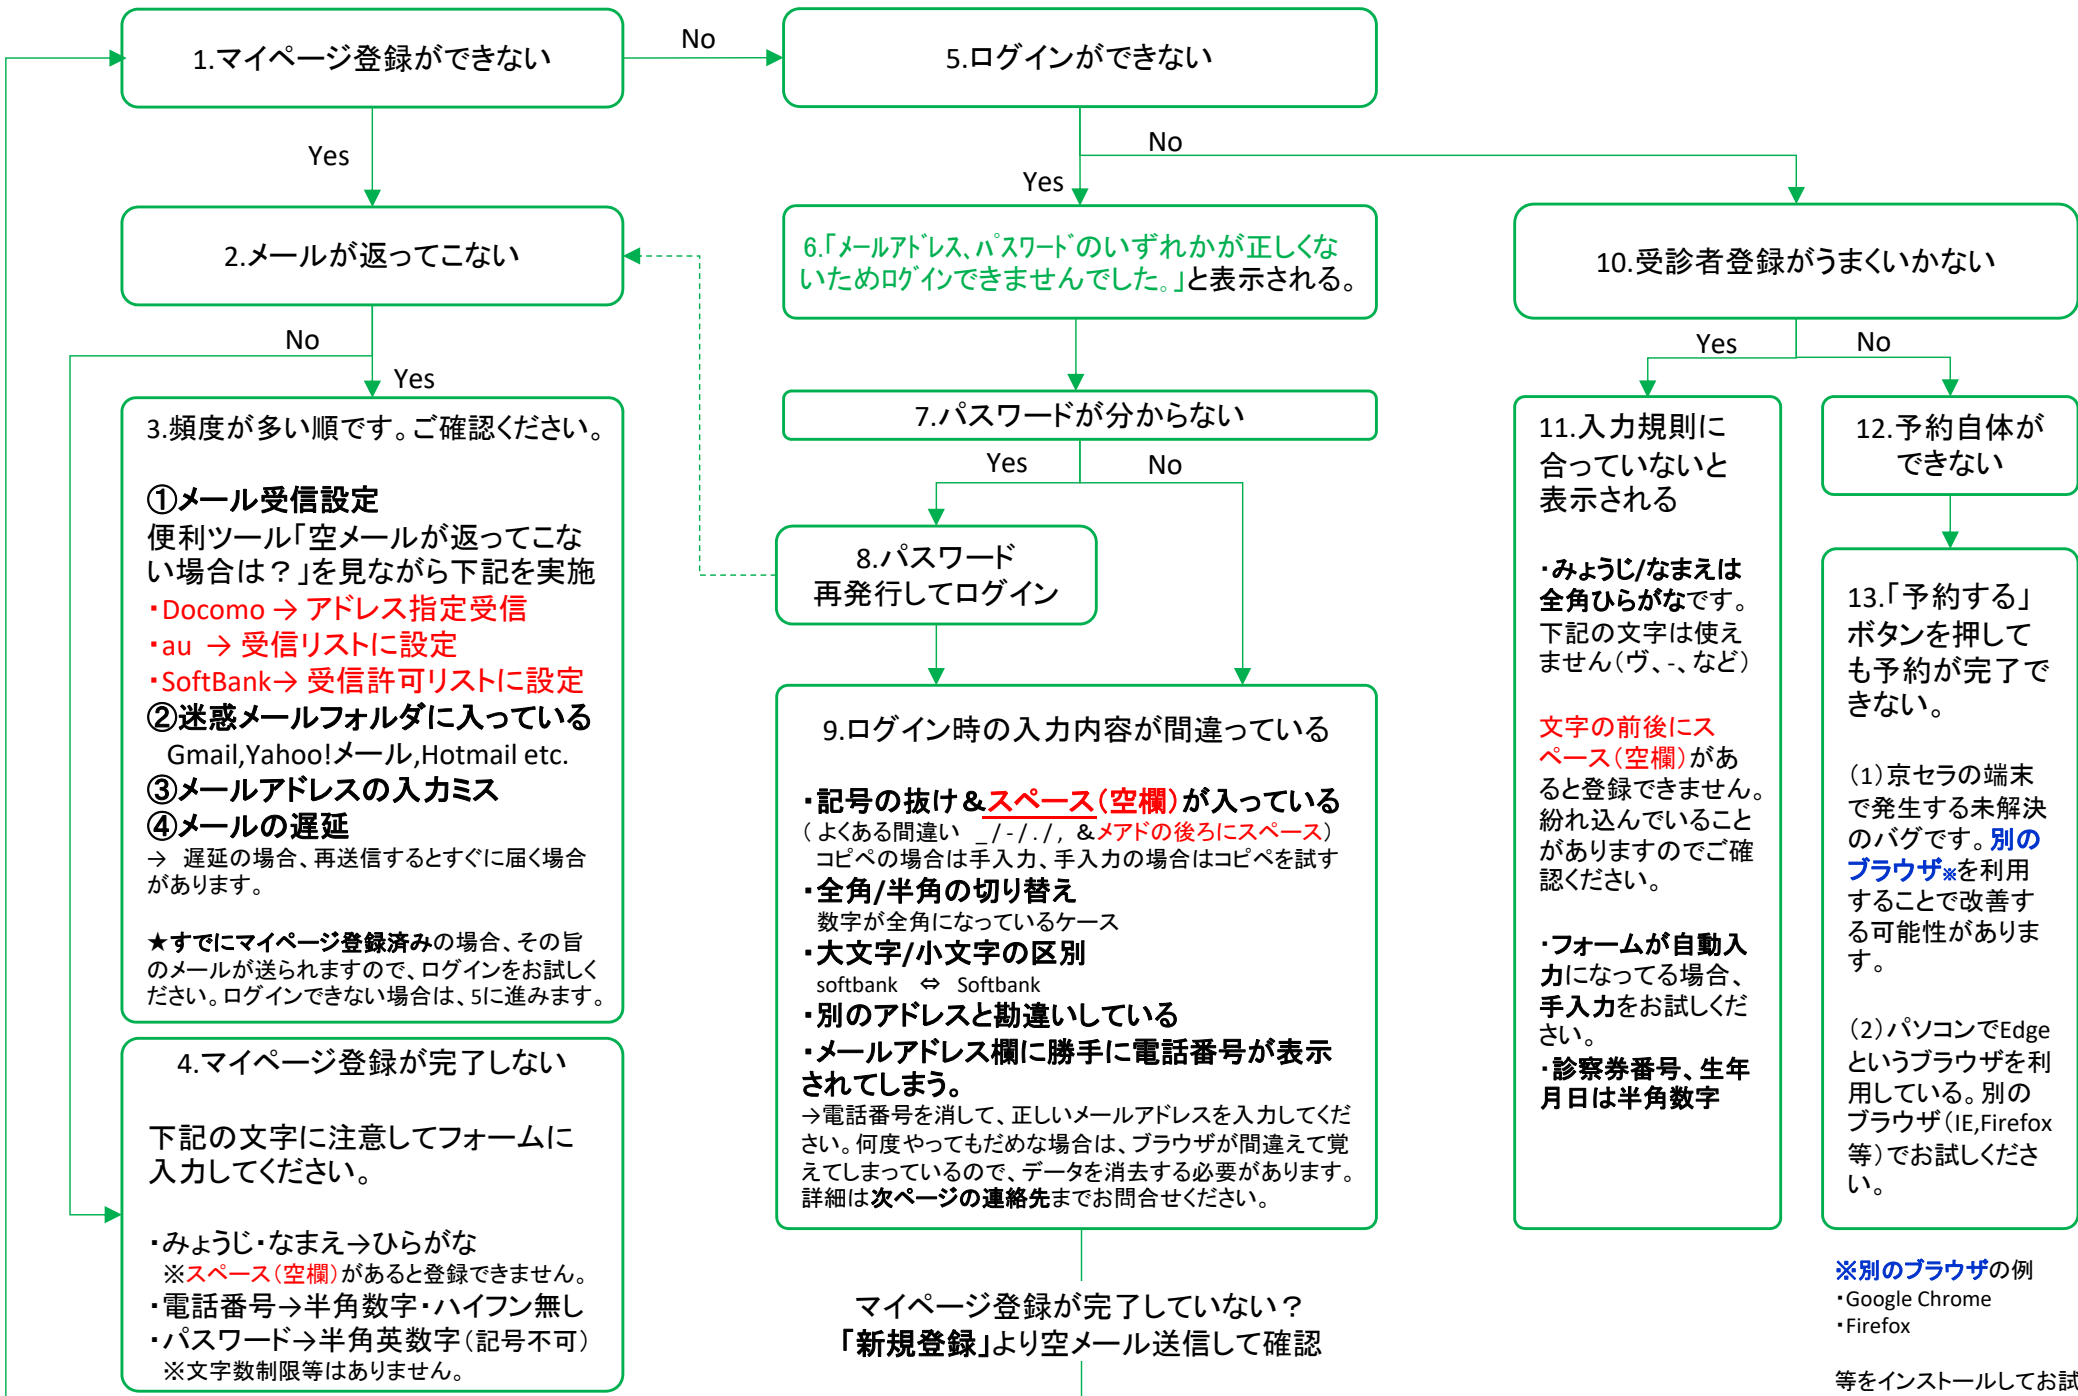 1.マイページ登録ができない
No
5.ログインができない
Yes
No
Yes
2.メールが返ってこない
6.「ﾒｰﾙｱﾄﾞﾚｽ、ﾊﾟｽﾜｰﾄﾞのいずれかが正しくな
いためﾛｸﾞｲﾝできませんでした。」と表示される。
10.受診者登録がうまくいかない
No
Yes
Yes
No
3.頻度が多い順です。ご確認ください。
①メール受信設定
便利ツール「空メールが返ってこな
い場合は？」を見ながら下記を実施
・Docomo → アドレス指定受信
・au → 受信リストに設定
・SoftBank→ 受信許可リストに設定
②迷惑メールフォルダに入っている
Gmail,Yahoo!メール,Hotmail etc.
③メールアドレスの入力ミス
④メールの遅延
→ 遅延の場合、再送信するとすぐに届く場合
があります。
★すでにマイページ登録済みの場合、その旨
のメールが送られますので、ログインをお試しく
ださい。ログインできない場合は、5に進みます。
4.マイページ登録が完了しない
下記の文字に注意してフォームに
入力してください。
・みょうじ・なまえ→ひらがな
※スペース（空欄）があると登録できません。
・電話番号→半角数字・ハイフン無し
・パスワード→半角英数字（記号不可）
※文字数制限等はありません。
7.パスワードが分からない
Yes
No
8.パスワード
再発行してログイン
9.ログイン時の入力内容が間違っている
・記号の抜け＆スペース（空欄）が入っている
（よくある間違い _ / - / . / , ＆メアドの後ろにスペース）
コピペの場合は手入力、手入力の場合はコピペを試す
・全角/半角の切り替え
数字が全角になっているケース
・大文字/小文字の区別
softbank ⇔ Softbank
・別のアドレスと勘違いしている
・メールアドレス欄に勝手に電話番号が表示
されてしまう。
→電話番号を消して、正しいメールアドレスを入力してくだ
さい。何度やってもだめな場合は、ブラウザが間違えて覚
えてしまっているので、データを消去する必要があります。
詳細は次ページの連絡先までお問合せください。
マイページ登録が完了していない？
「新規登録」より空メール送信して確認
11.入力規則に
合っていないと
表示される
・みょうじ/なまえは
全角ひらがなです。
下記の文字は使え
ません（ヴ、-、など）
文字の前後にス
ペース（空欄）があ
ると登録できません。
紛れ込んでいること
がありますのでご確
認ください。
・フォームが自動入
力になってる場合、
手入力をお試しくだ
さい。
・診察券番号、生年
月日は半角数字
12.予約自体が
できない
13.「予約する」
ボタンを押して
も予約が完了で
きない。
（1）京セラの端末
で発生する未解決
のバグです。別の
ブラウザ※を利用
することで改善す
る可能性がありま
す。
（2）パソコンでEdge
というブラウザを利
用している。別の
ブラウザ（IE,Firefox
等）でお試しくださ
い。
※別のブラウザの例
・Google Chrome
・Firefox
等をインストールしてお試